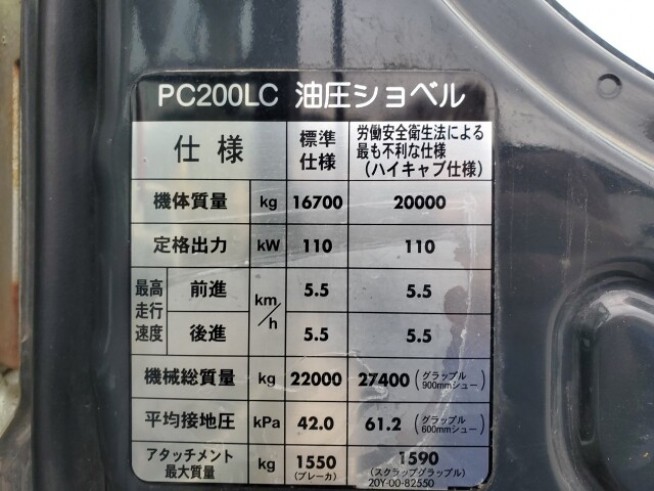 PC200LC 油圧ショベル
仕様 標準仕様 労働安全衛生法による最も不利な仕様(ハイキャブ仕様)
機体質量 kg 16700 20000
定格出力 kW 110 110
最高走行速度 前進 km/h 5.5 5.5
後進 5.5 5.5
機械総質量 kg 22000 27400 (グラップル 900mmシュー)
平均接地圧 kPa 42.0 61.2 (グラップル 600mmシュー)
アタッチメント最大質量 kg 1550 (ブレーカ) 1590 (スクラップグラップル)
20Y-00-82550